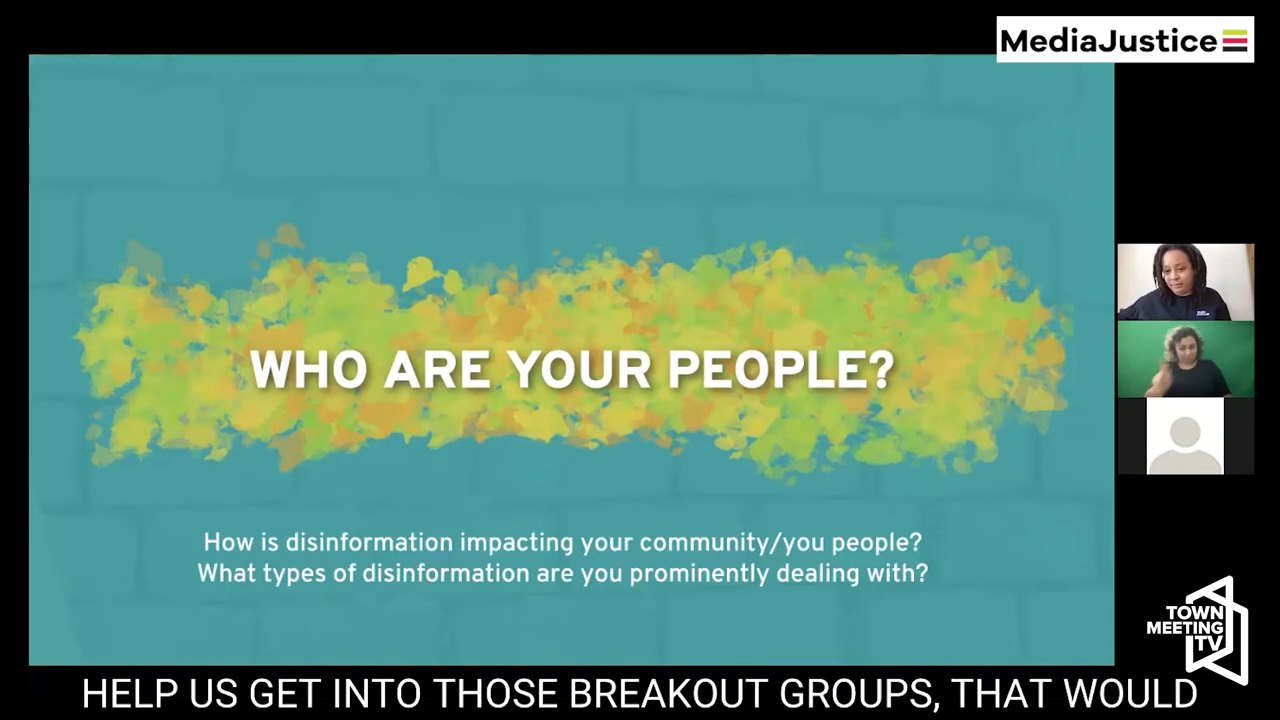 MediaJustice
WHO ARE YOUR PEOPLE?
How is disinformation impacting your community/you people?
What types of disinformation are you prominently dealing with?
TOWN
MEETING
TV
HELP US GET INTO THOSE BREAKOUT GROUPS, THAT WOULD